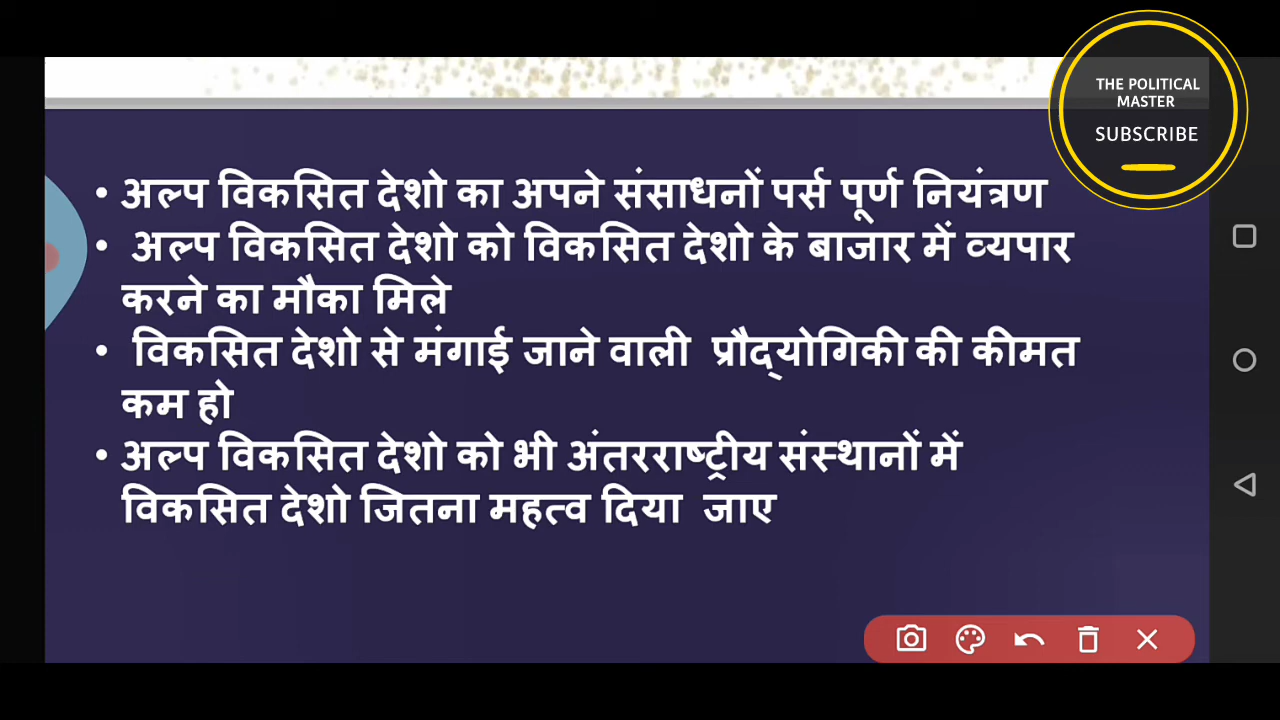 THE POLITICAL
MASTER
SUBSCRIBE
• अल्प विकसित देशो का अपने संसाधनों पर्स पूर्ण नियंत्रण
• अल्प विकसित देशो को विकसित देशो के बाजार में व्यपार
करने का मौका मिले
• विकसित देशो से मंगाई जाने वाली प्रौद्योगिकी की कीमत
कम हो
• अल्प विकसित देशो को भी अंतरराष्ट्रीय संस्थानों में
विकसित देशो जितना महत्व दिया जाए